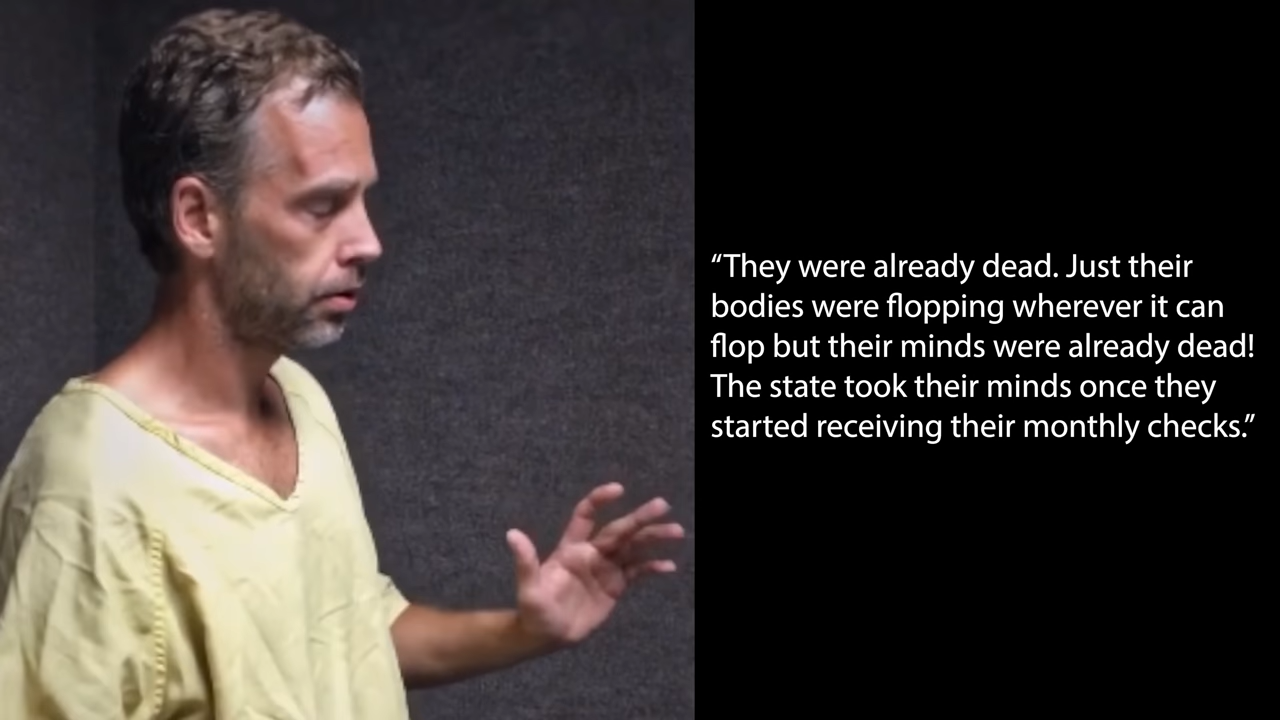 “They were already dead. Just their
bodies were flopping wherever it can
flop but their minds were already dead!
The state took their minds once they
started receiving their monthly checks.”